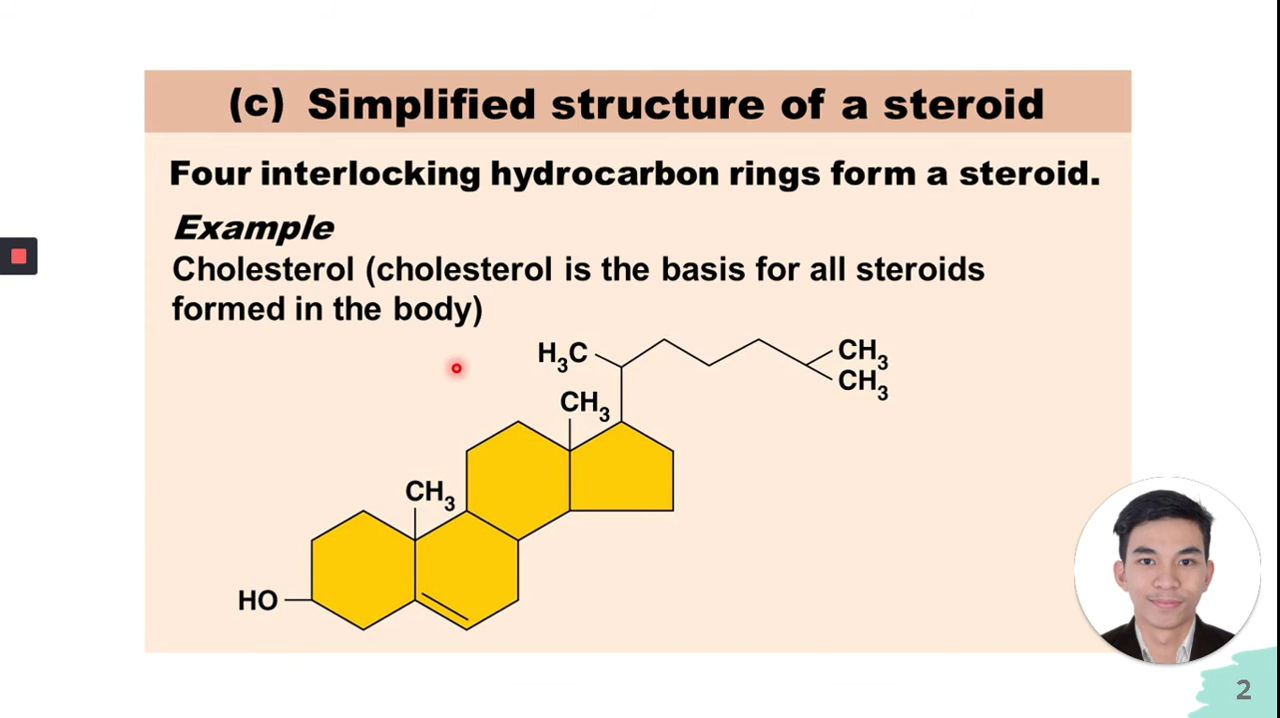 (c) Simplified structure of a steroid
Four interlocking hydrocarbon rings form a steroid.
Example
Cholesterol (cholesterol is the basis for all steroids
formed in the body)
H3C
CH3
CH3
CH3
CH3
HO
2